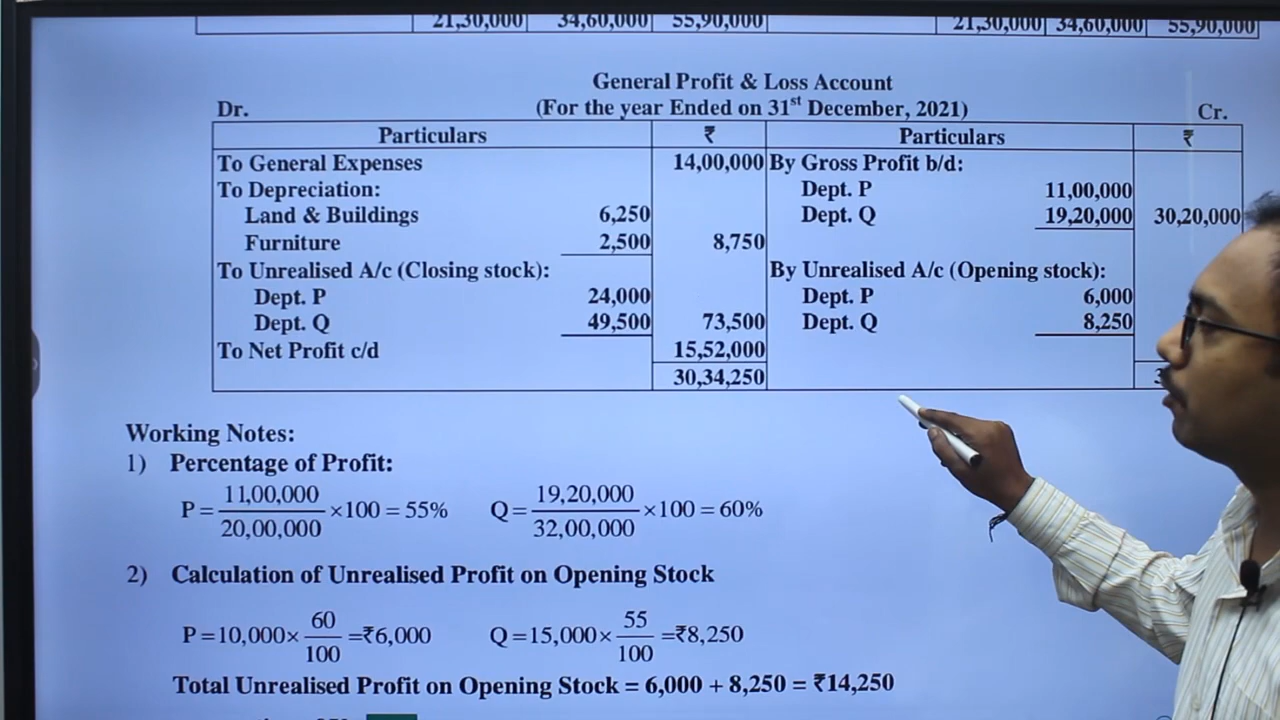 21,30,000 34,60,000 55,90,000 21,30,000 34,60,000 55,90,000
General Profit & Loss Account
Dr. (For the year Ended on 31st December, 2021) Cr.
Particulars ₹ Particulars ₹
To General Expenses 14,00,000 By Gross Profit b/d:
To Depreciation: Dept. P 11,00,000
Land & Buildings 6,250 Dept. Q 19,20,000 30,20,000
Furniture 2,500 8,750
To Unrealised A/c (Closing stock): By Unrealised A/c (Opening stock):
Dept. P 24,000 Dept. P 6,000
Dept. Q 49,500 73,500 Dept. Q 8,250
To Net Profit c/d 15,52,000
30,34,250
Working Notes:
1) Percentage of Profit:
P = 11,00,000 / 20,00,000 ×100 = 55% Q = 19,20,000 / 32,00,000 ×100 = 60%
2) Calculation of Unrealised Profit on Opening Stock
P = 10,000× 60 / 100 =₹6,000 Q = 15,000× 55 / 100 =₹8,250
Total Unrealised Profit on Opening Stock = 6,000 + 8,250 = ₹14,250